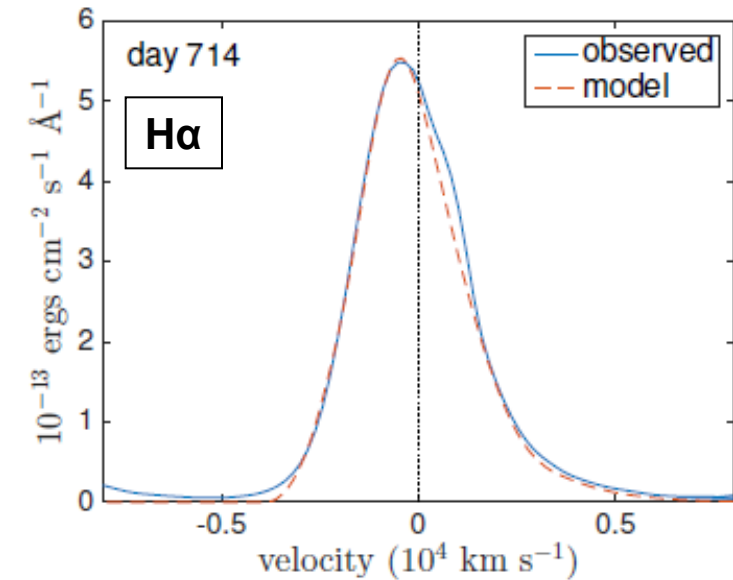 day 714
Hα
observed
model
10⁻¹³ ergs cm⁻² s⁻¹ Å⁻¹
6
5
4
3
2
1
0
-0.5 0 0.5
velocity (10⁴ km s⁻¹)